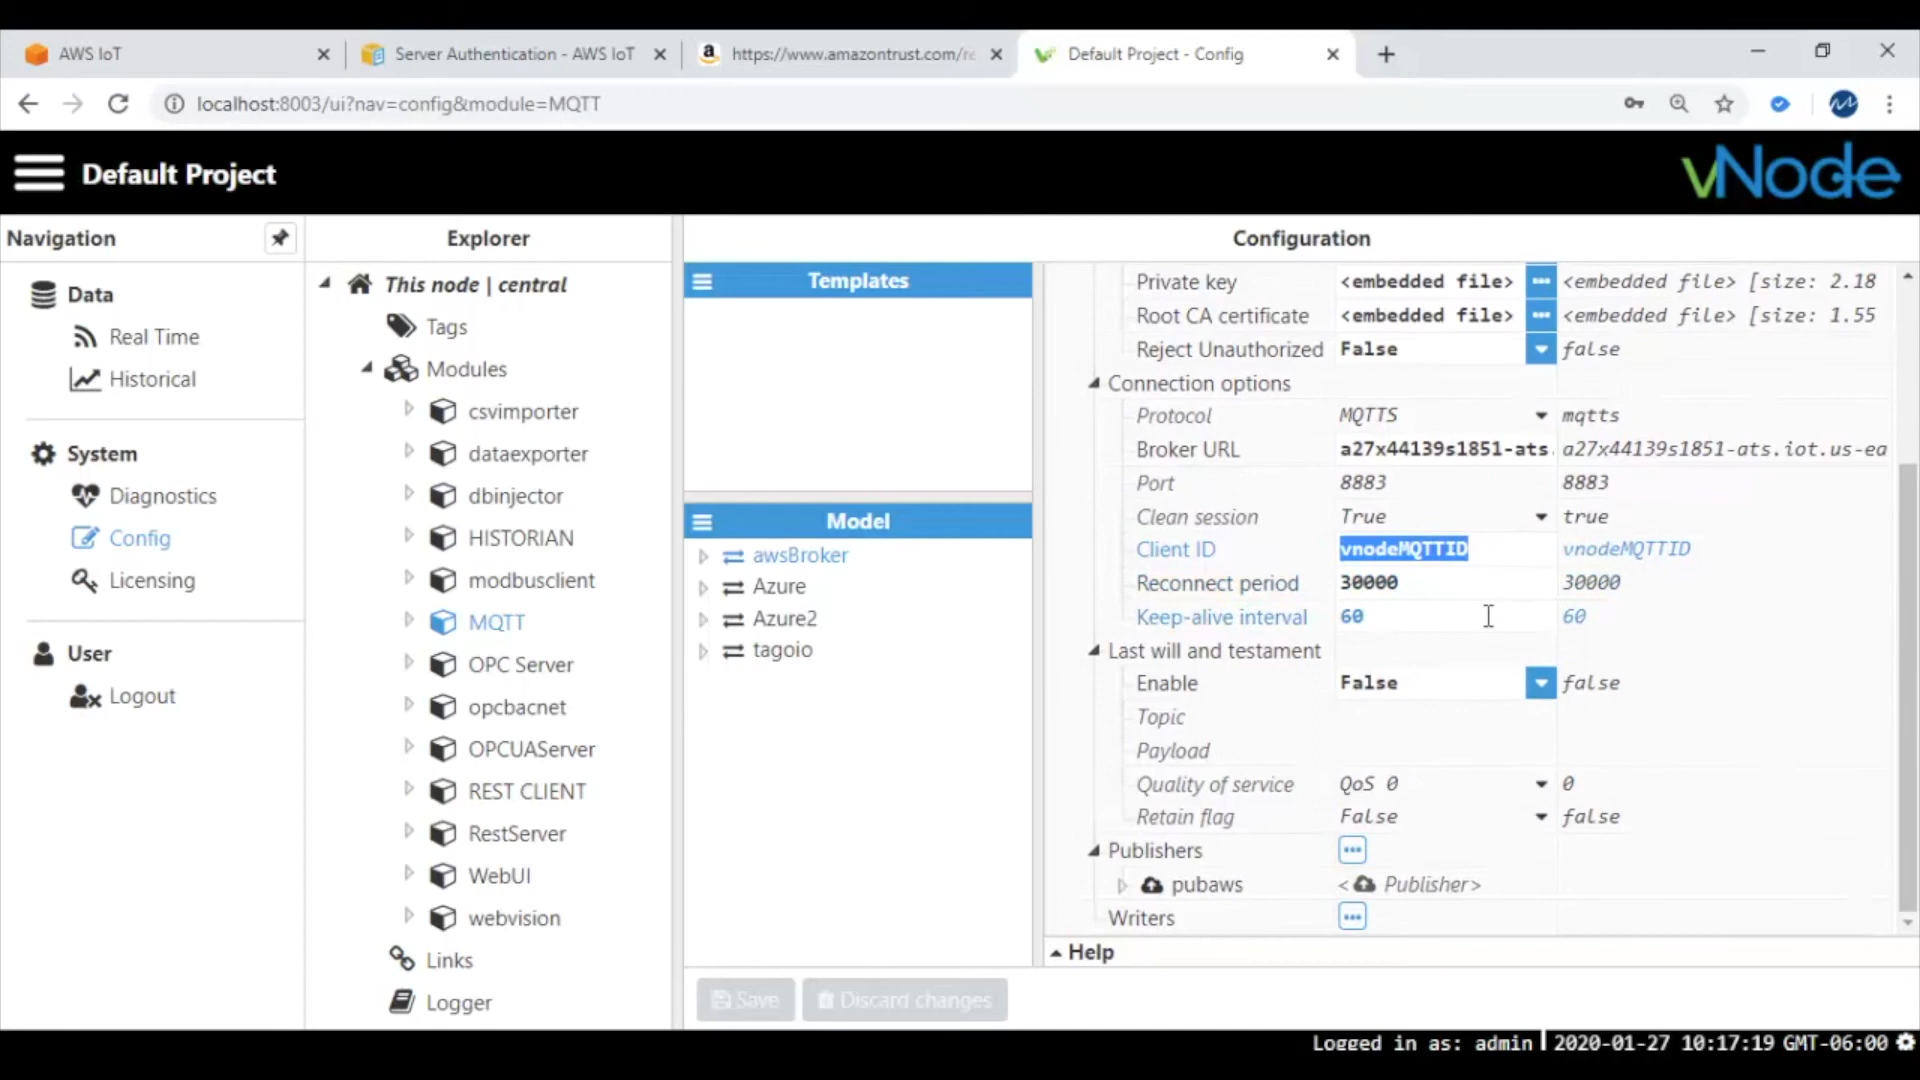 AWS IoT
Server Authentication - AWS IoT
https://www.amazontrust.com/re
Default Project - Config
localhost:8003/ui?nav=config&module=MQTT
Default Project
vNode
Navigation
Data
Real Time
Historical
System
Diagnostics
Config
Licensing
User
Logout
Explorer
This node | central
Tags
Modules
csvimporter
dataexporter
dbinjector
HISTORIAN
modbusclient
MQTT
OPC Server
opcbacnet
OPCUAServer
REST CLIENT
RestServer
WebUI
webvision
Links
Logger
Configuration
Templates
Model
awsBroker
Azure
Azure2
tagoio
Private key <embedded file> <embedded file> [size: 2.18
Root CA certificate <embedded file> <embedded file> [size: 1.55
Reject Unauthorized False false
Connection options
Protocol MQTTS mqtts
Broker URL a27x44139s1851-ats. a27x44139s1851-ats.iot.us-ea
Port 8883 8883
Clean session True true
Client ID vnodeMQTTID vnodeMQTTID
Reconnect period 30000 30000
Keep-alive interval 60 60
Last will and testament
Enable False false
Topic
Payload
Quality of service QoS 0 0
Retain flag False false
Publishers
pubaws < Publisher>
Writers
Help
Save Discard changes
Logged in as: admin 2020-01-27 10:17:19 GMT-06:00